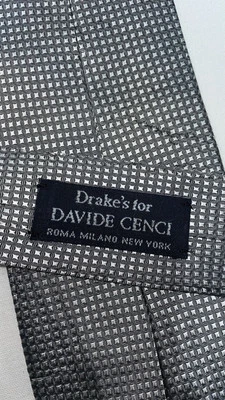 Drake's for
DAVIDE CENCI
ROMA MILANO NEW YORK